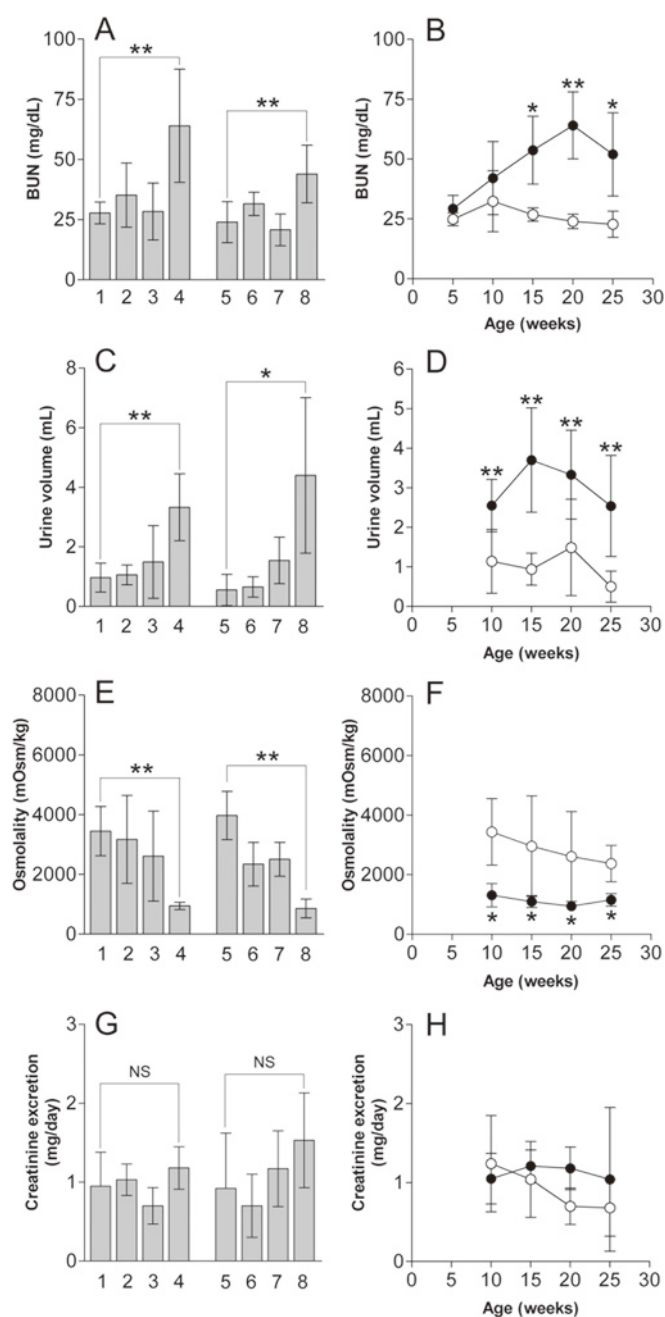 A
BUN (mg/dL)
100
75
50
25
0
**
**
1 2 3 4 5 6 7 8
B
BUN (mg/dL)
100
75
50
25
0
* ** *
0 5 10 15 20 25 30
Age (weeks)
C
Urine volume (mL)
8
6
4
2
0
**
*
1 2 3 4 5 6 7 8
D
Urine volume (mL)
6
5
4
3
2
1
0
** ** ** **
0 5 10 15 20 25 30
Age (weeks)
E
Osmolality (mOsm/kg)
8000
6000
4000
2000
0
** **
1 2 3 4 5 6 7 8
F
Osmolality (mOsm/kg)
8000
6000
4000
2000
0
* * * *
0 5 10 15 20 25 30
Age (weeks)
G
Creatinine excretion
(mg/day)
3
2
1
0
NS NS
1 2 3 4 5 6 7 8
H
Creatinine excretion
(mg/day)
3
2
1
0
0 5 10 15 20 25 30
Age (weeks)